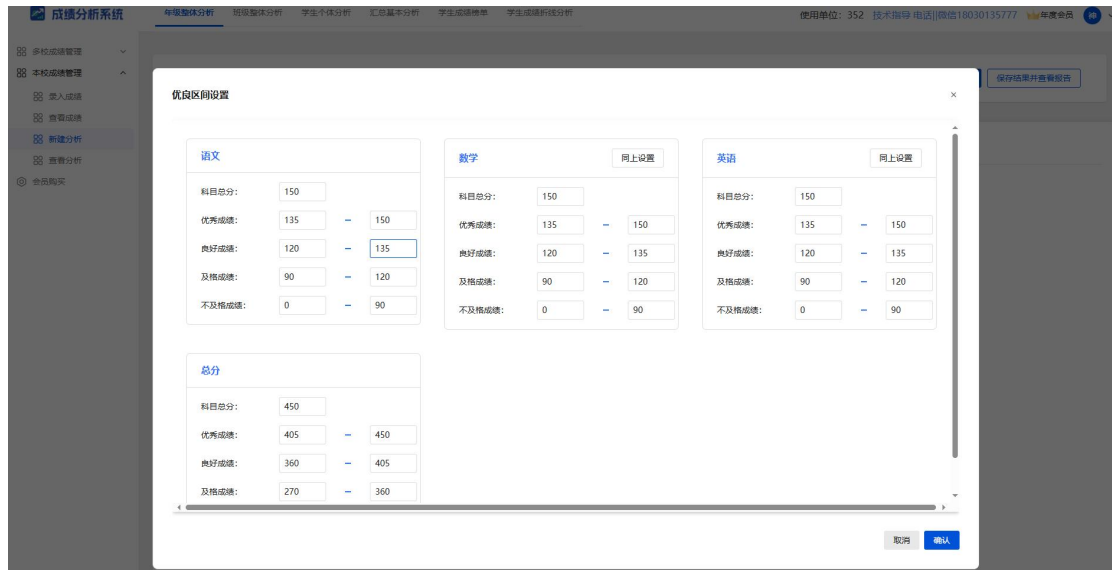 成绩分析系统
年级整体分析 班级整体分析 学生个体分析 汇总基本分析 学生成绩榜单 学生成绩折线分析
使用单位：352 技术指导 电话||微信18030135777 年度会员
多校成绩管理
本校成绩管理
录入成绩
查看成绩
新建分析
查看分析
会员购买
保存结果并查看报告
优良区间设置 ×
语文
科目总分: 150
优秀成绩: 135 – 150
良好成绩: 120 – 135
及格成绩: 90 – 120
不及格成绩: 0 – 90
数学 同上设置
科目总分: 150
优秀成绩: 135 – 150
良好成绩: 120 – 135
及格成绩: 90 – 120
不及格成绩: 0 – 90
英语 同上设置
科目总分: 150
优秀成绩: 135 – 150
良好成绩: 120 – 135
及格成绩: 90 – 120
不及格成绩: 0 – 90
总分
科目总分: 450
优秀成绩: 405 – 450
良好成绩: 360 – 405
及格成绩: 270 – 360
取消 确认